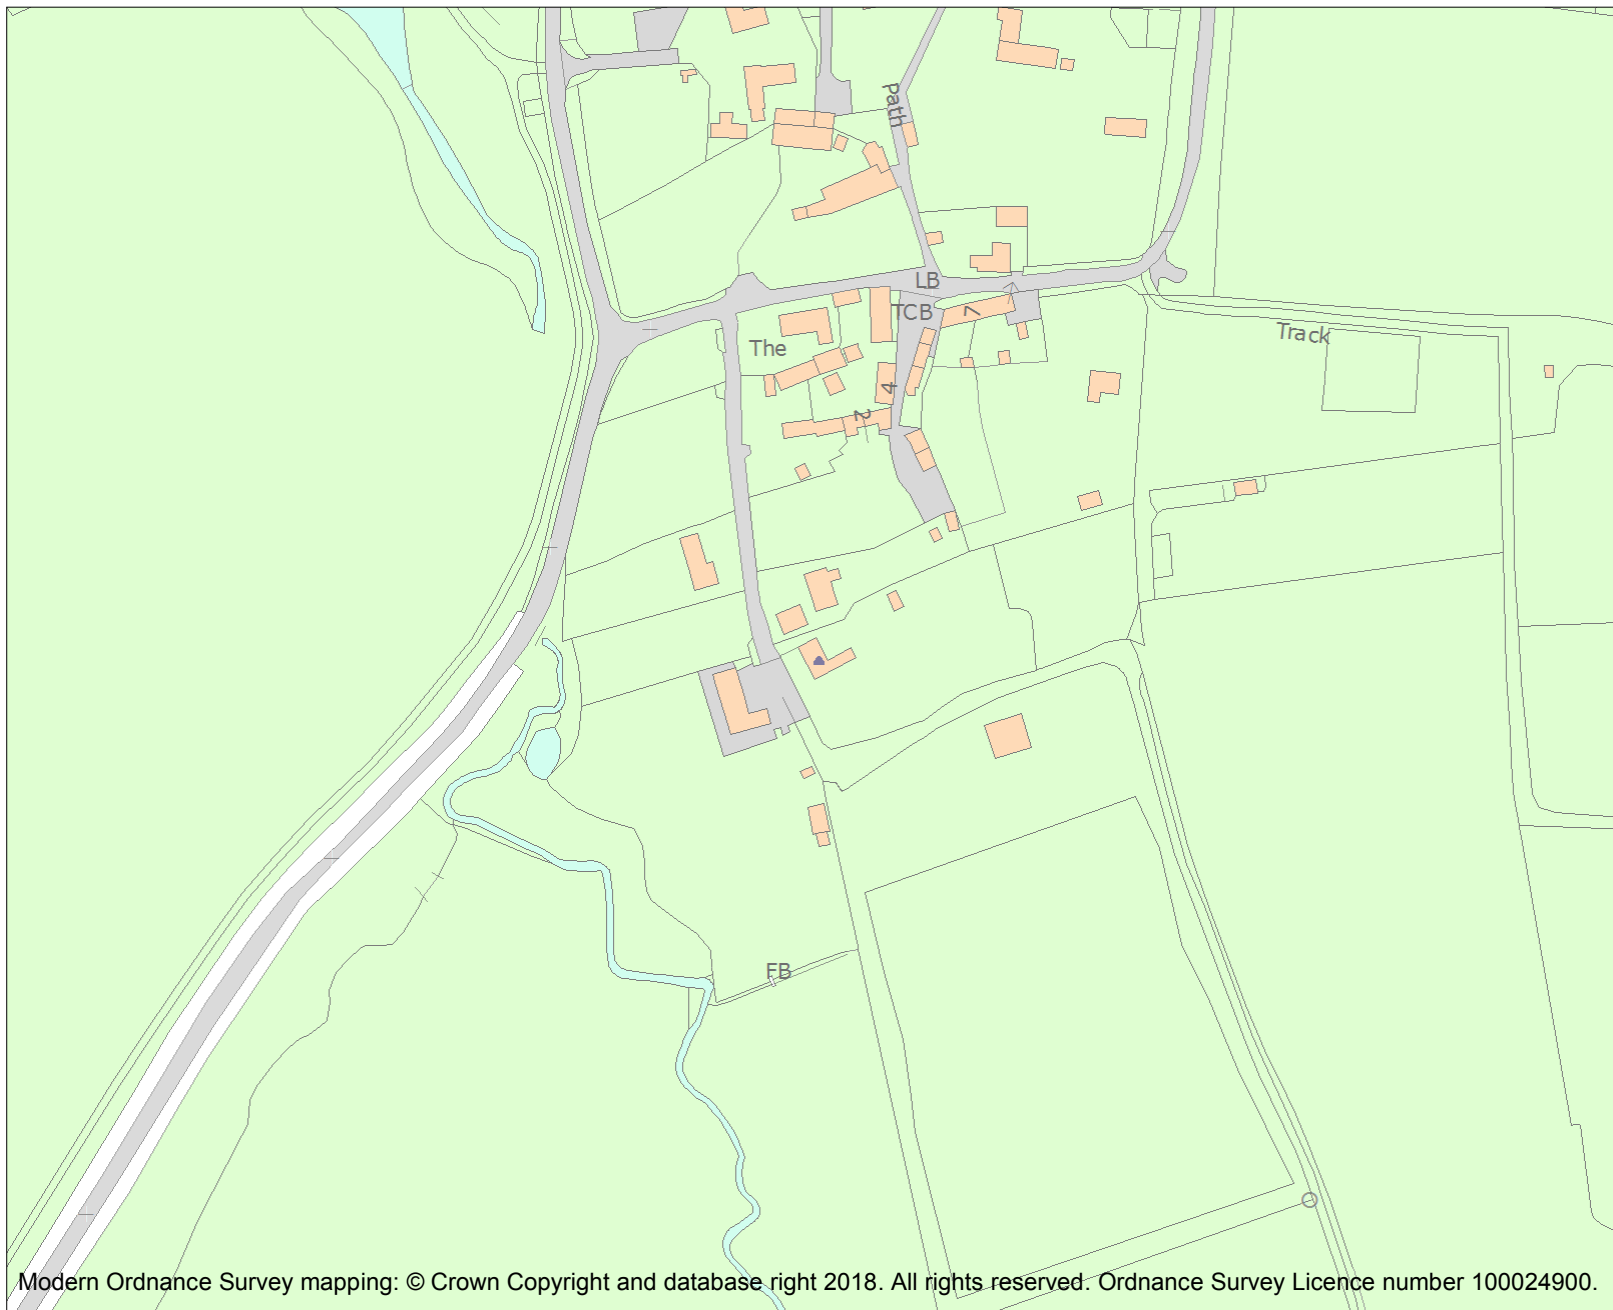 Path
LB
TCB
7
Track
The
4
2
FB
Modern Ordnance Survey mapping: © Crown Copyright and database right 2018. All rights reserved. Ordnance Survey Licence number 100024900.